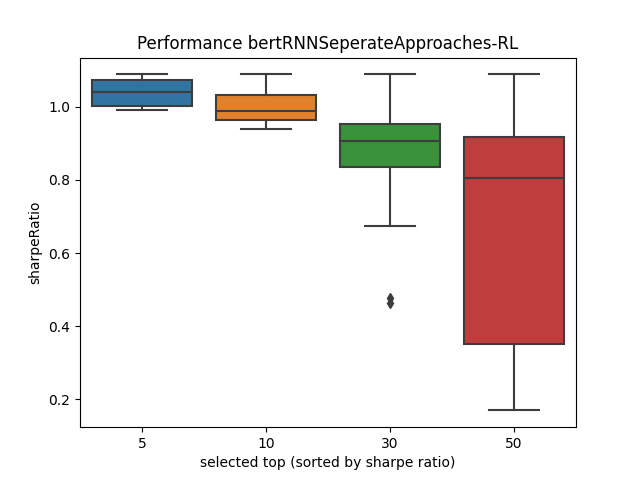 Performance bertRNNSeperateApproaches-RL
sharpeRatio
1.0
0.8
0.6
0.4
0.2
5 10 30 50
selected top (sorted by sharpe ratio)